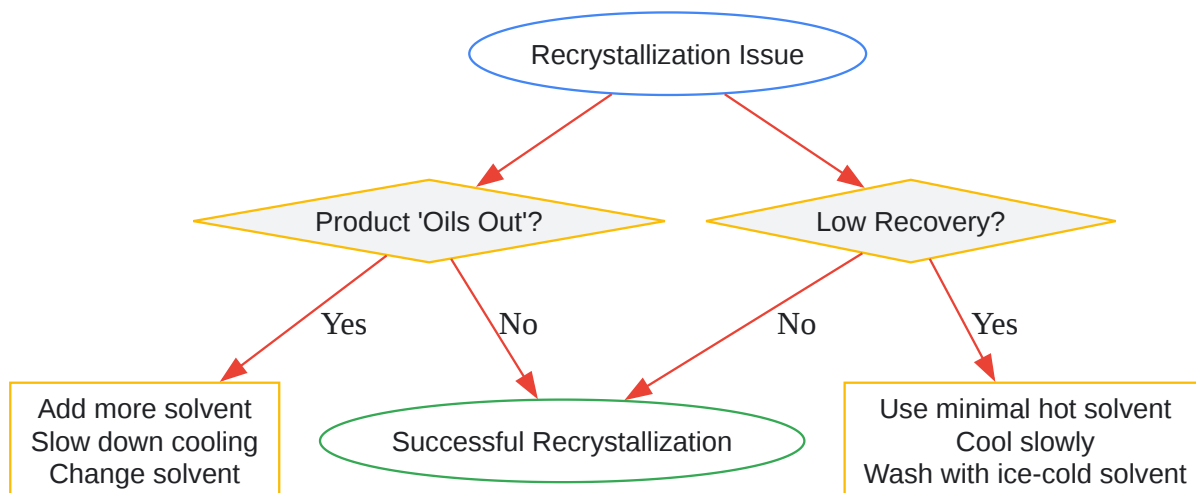 Recrystallization Issue
Product 'Oils Out'?
Low Recovery?
Yes
No
No
Yes
Add more solvent
Slow down cooling
Change solvent
Successful Recrystallization
Use minimal hot solvent
Cool slowly
Wash with ice-cold solvent